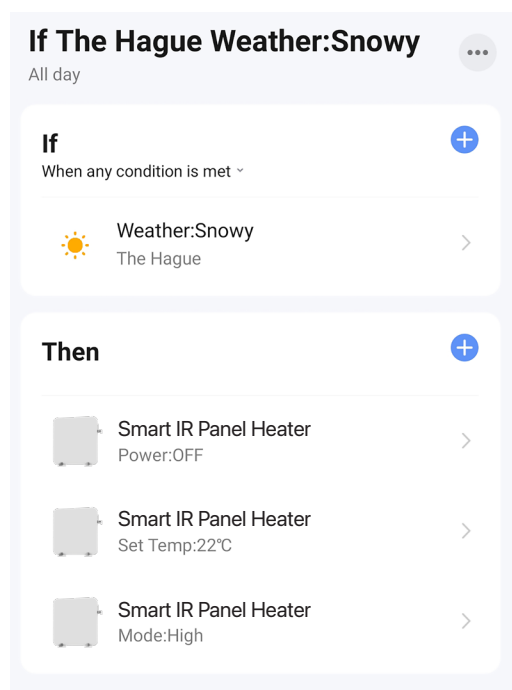 If The Hague Weather:Snowy
All day
If
When any condition is met
Weather:Snowy
The Hague
Then
Smart IR Panel Heater
Power:OFF
Smart IR Panel Heater
Set Temp:22℃
Smart IR Panel Heater
Mode:High